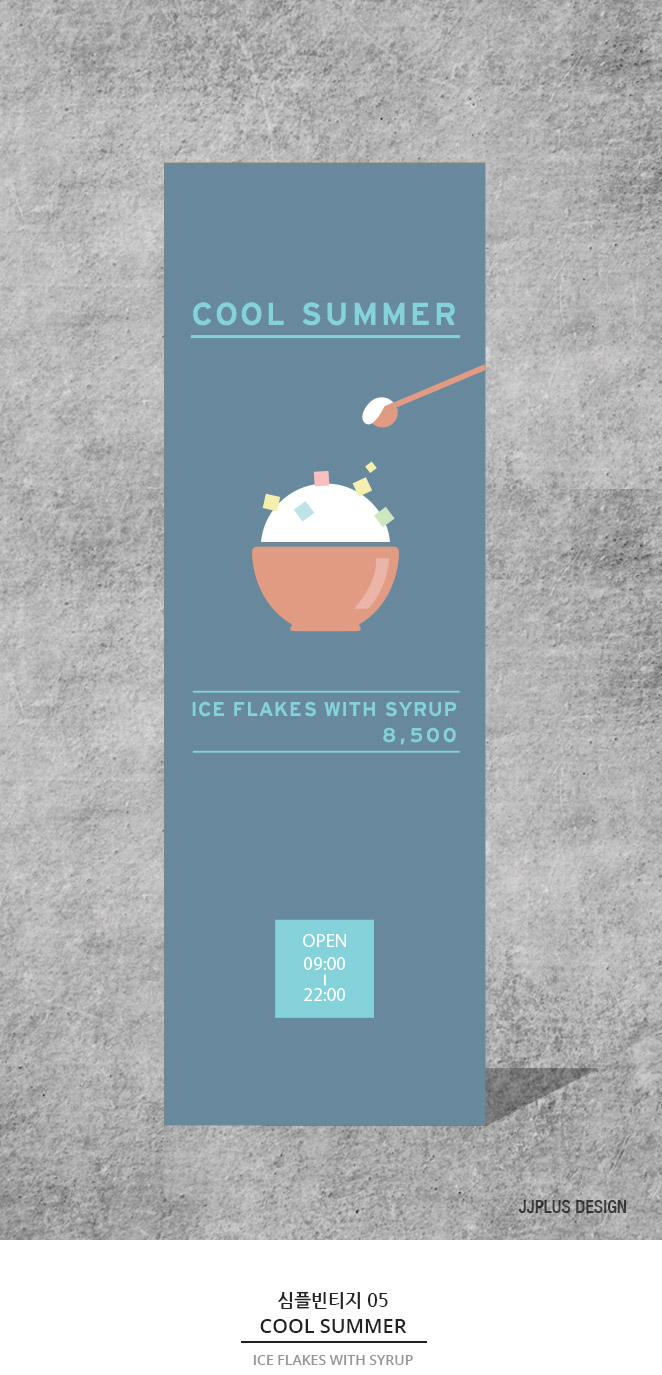 COOL SUMMER
ICE FLAKES WITH SYRUP
8,500
OPEN
09:00
-
22:00
JJPLUS DESIGN
심플빈티지 05
COOL SUMMER
ICE FLAKES WITH SYRUP